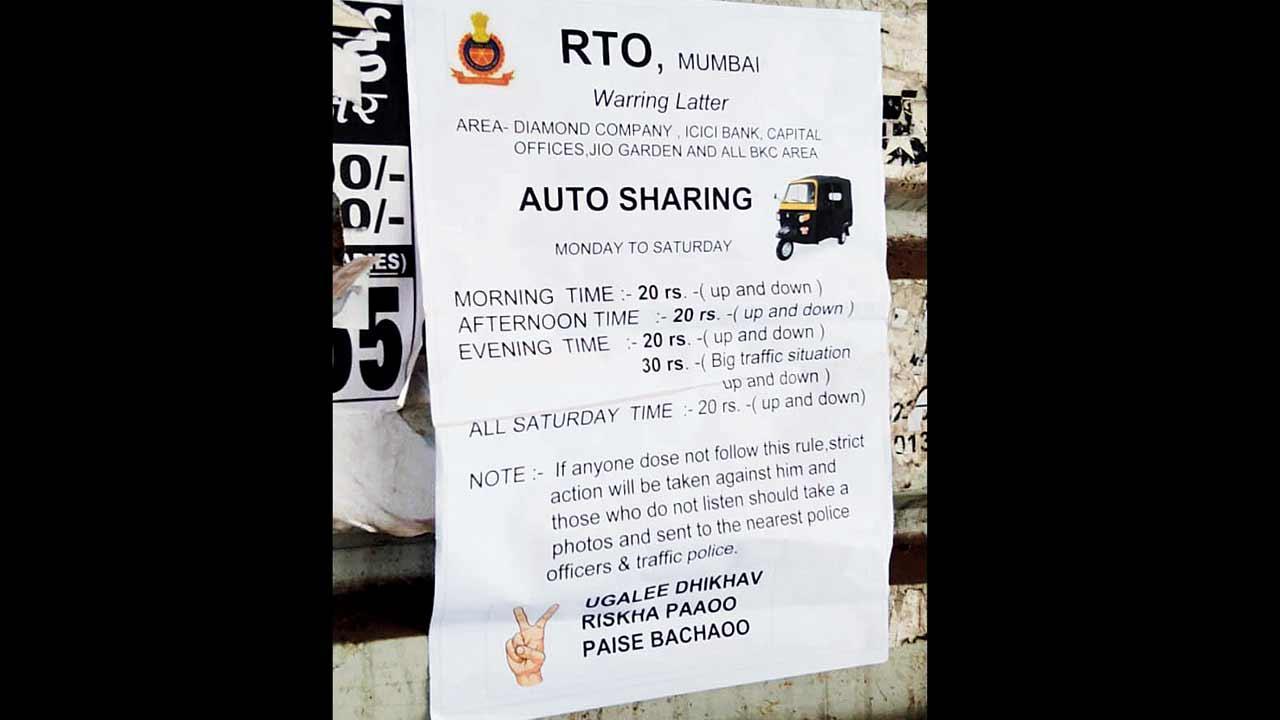 RTO, MUMBAI
Warring Latter
AREA- DIAMOND COMPANY , ICICI BANK, CAPITAL
OFFICES,JIO GARDEN AND ALL BKC AREA
AUTO SHARING
MONDAY TO SATURDAY
MORNING TIME :- 20 rs. -( up and down )
AFTERNOON TIME :- 20 rs. -( up and down )
EVENING TIME :- 20 rs. -( up and down )
30 rs. -( Big traffic situation
up and down )
ALL SATURDAY TIME :- 20 rs. -( up and down)
NOTE :- If anyone dose not follow this rule,strict
action will be taken against him and
those who do not listen should take a
photos and sent to the nearest police
officers & traffic police.
UGALEE DHIKHAV
RISKHA PAAOO
PAISE BACHAOO
0/-
0/-
55
013